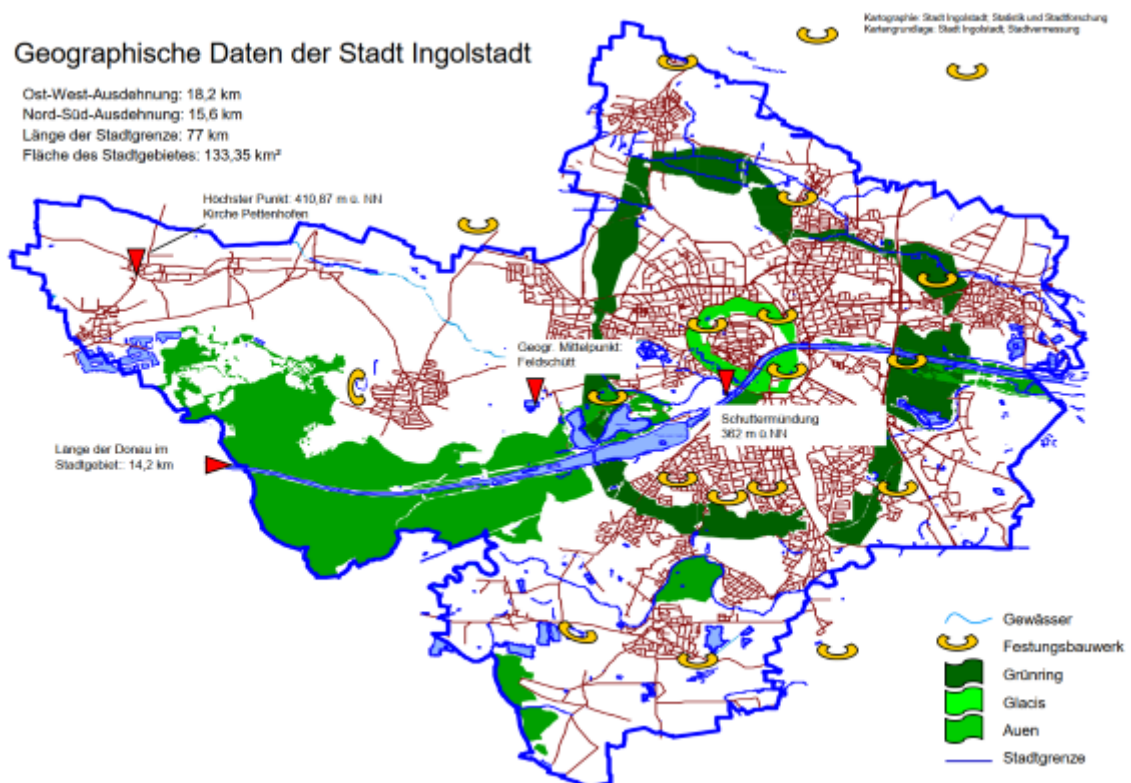 Kartographie: Stadt Ingolstadt, Statistik und Stadtforschung
Kartengrundlage: Stadt Ingolstadt, Stadtvermessung
Geographische Daten der Stadt Ingolstadt
Ost-West-Ausdehnung: 18,2 km
Nord-Süd-Ausdehnung: 15,6 km
Länge der Stadtgrenze: 77 km
Fläche des Stadtgebietes: 133,35 km²
Höchster Punkt: 410,87 m ü. NN
Kirche Pettenhofen
Geogr. Mittelpunkt:
Feldschütt
Schuttermündung
362 m ü.NN
Länge der Donau im
Stadtgebiet:: 14,2 km
Gewässer
Festungsbauwerk
Grünring
Glacis
Auen
Stadtgrenze